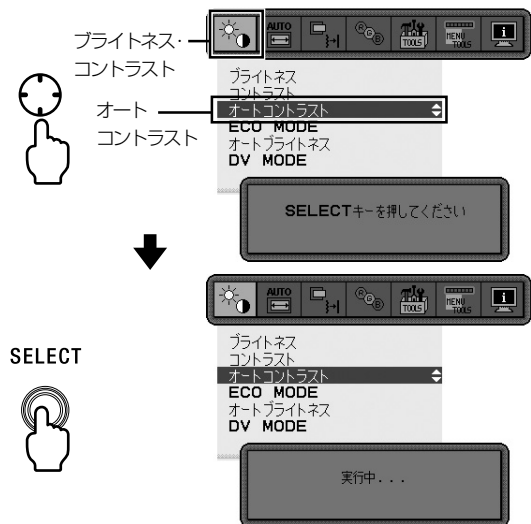 ブライトネス・
コントラスト
オート
コントラスト
AUTO
RGB
TOOLS
MENU
TOOLS
i
ブライトネス
コントラスト
オートコントラスト
ECO MODE
オートブライトネス
DV MODE
SELECTキーを押してください
SELECT
AUTO
RGB
TOOLS
MENU
TOOLS
i
ブライトネス
コントラスト
オートコントラスト
ECO MODE
オートブライトネス
DV MODE
実行中...